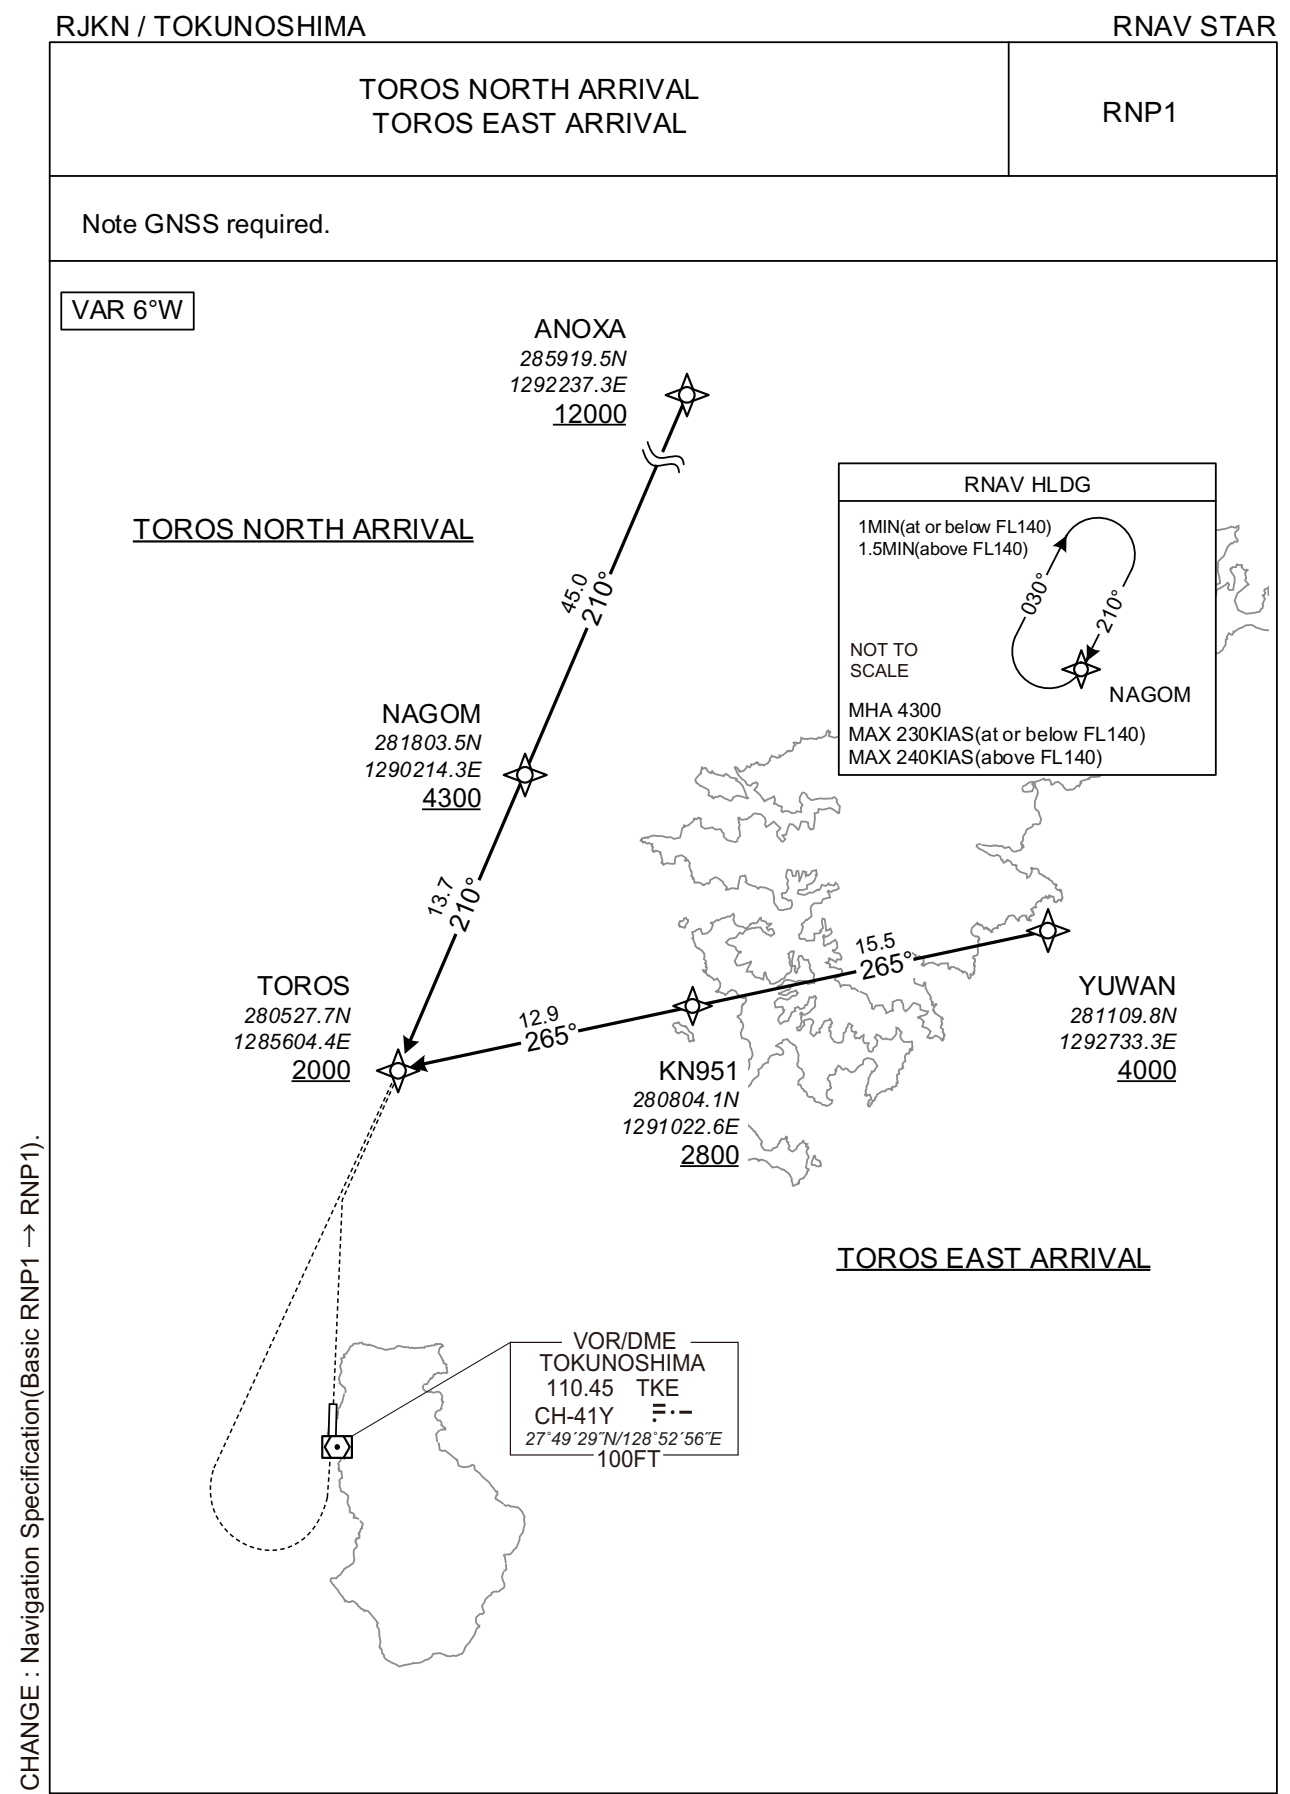 RJKN / TOKUNOSHIMA
RNAV STAR
TOROS NORTH ARRIVAL
TOROS EAST ARRIVAL
RNP1
Note GNSS required.
VAR 6°W
ANOXA
285919.5N
1292237.3E
12000
TOROS NORTH ARRIVAL
RNAV HLDG
1MIN(at or below FL140)
1.5MIN(above FL140)
030°
210°
NOT TO
SCALE
NAGOM
MHA 4300
MAX 230KIAS(at or below FL140)
MAX 240KIAS(above FL140)
45.0
210°
NAGOM
281803.5N
1290214.3E
4300
13.7
210°
15.5
265°
YUWAN
281109.8N
1292733.3E
4000
TOROS
280527.7N
1285604.4E
2000
12.9
265°
KN951
280804.1N
1291022.6E
2800
TOROS EAST ARRIVAL
VOR/DME
TOKUNOSHIMA
110.45 TKE
CH-41Y
27°49´29˝N/128°52´56˝E
100FT
CHANGE : Navigation Specification(Basic RNP1 → RNP1).